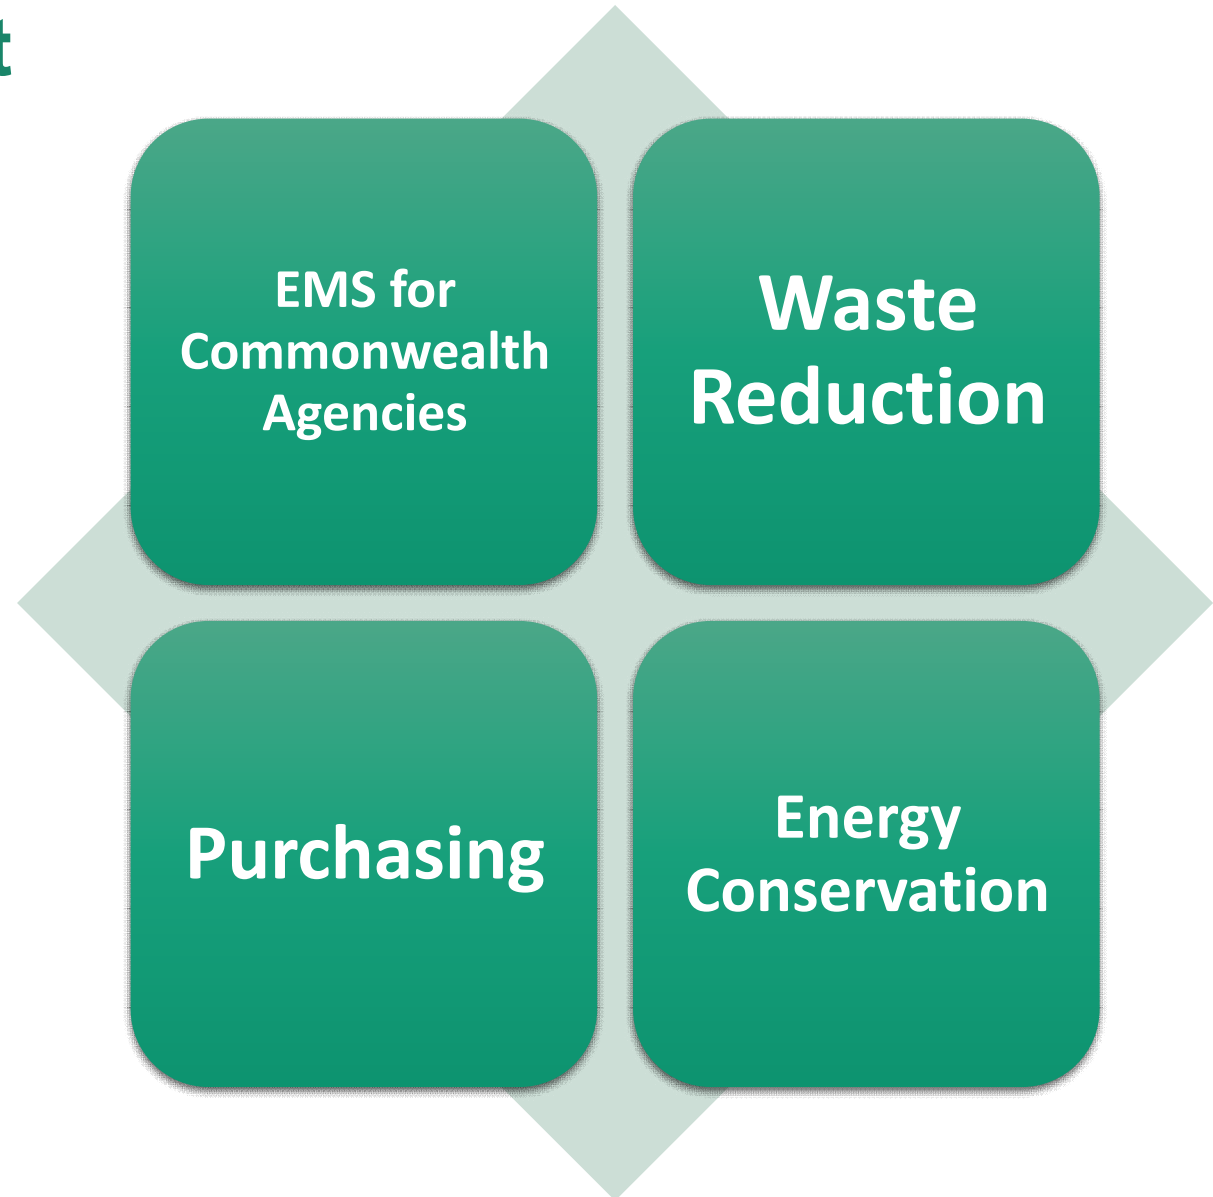 t
EMS for
Commonwealth
Agencies
Waste
Reduction
Purchasing
Energy
Conservation